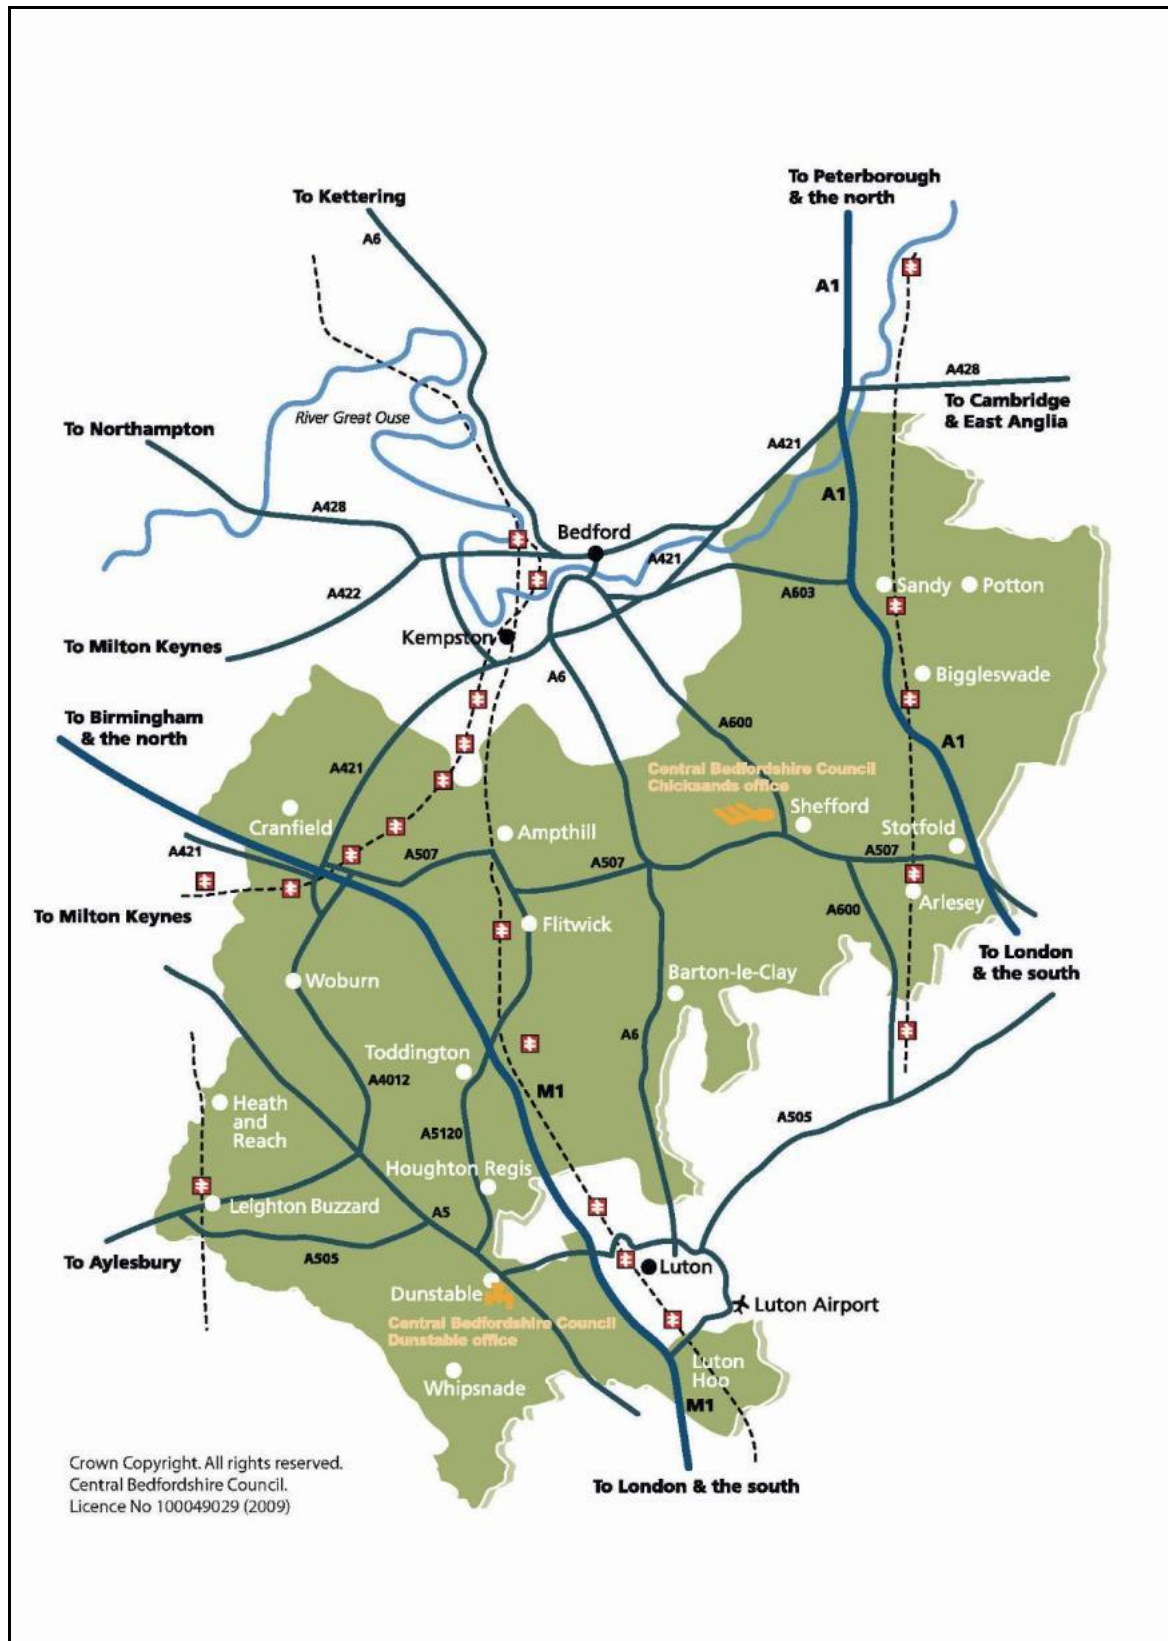 To Peterborough
& the north
To Kettering
A6
A1
A428
To Cambridge
& East Anglia
River Great Ouse
To Northampton
A421
A1
A428
Bedford
A421
A422
A603
Sandy
Potton
Kempston
To Milton Keynes
A6
Biggleswade
To Birmingham
& the north
A600
A1
A421
Central Bedfordshire Council
Chicksands office
Shefford
Cranfield
Ampthill
Stotfold
A421
A507
A507
A507
To Milton Keynes
A600
Arlesey
Flitwick
To London
& the south
Woburn
Barton-le-Clay
A6
Toddington
A4012
M1
Heath
and
Reach
A505
A5120
Houghton Regis
Leighton Buzzard
A5
To Aylesbury
A505
Luton
Dunstable
Luton Airport
Central Bedfordshire Council
Dunstable office
Luton
Hoo
Whipsnade
M1
Crown Copyright. All rights reserved.
Central Bedfordshire Council.
Licence No 100049029 (2009)
To London & the south